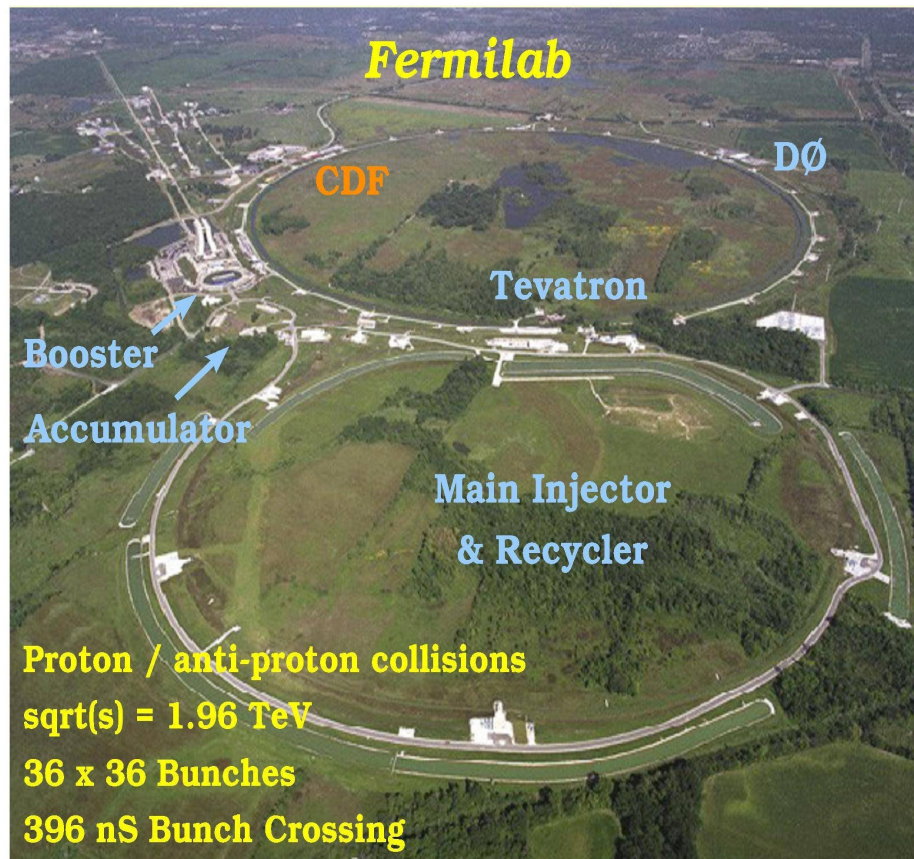 Fermilab
CDF
DØ
Tevatron
Booster
Accumulator
Main Injector
& Recycler
Proton / anti-proton collisions
sqrt(s) = 1.96 TeV
36 x 36 Bunches
396 nS Bunch Crossing